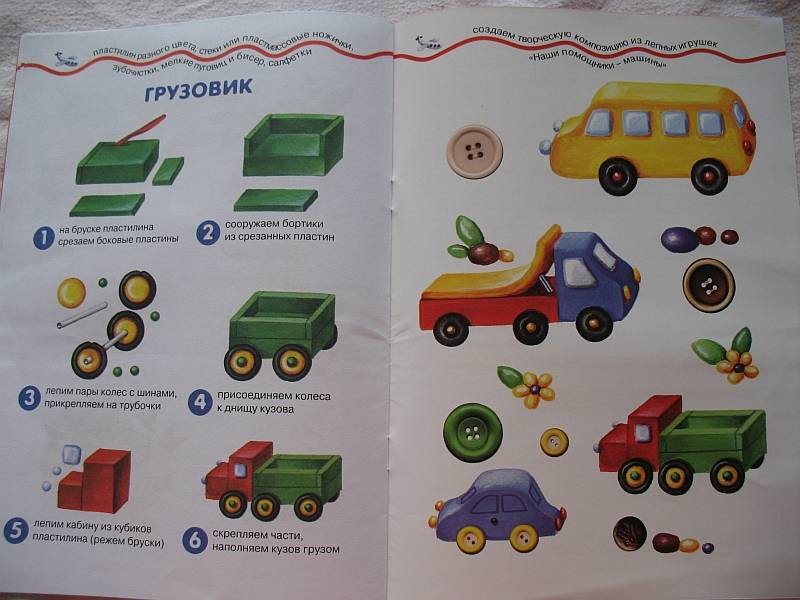 пластилин разного цвета, стеки или пластмассовые ножички,
зубочистки, мелкие пуговиц и бисер, салфетки
ГРУЗОВИК
1 на бруске пластилина
срезаем боковые пластины
2 сооружаем бортики
из срезанных пластин
3 лепим пары колес с шинами,
прикрепляем на трубочки
4 присоединяем колеса
к днищу кузова
5 лепим кабину из кубиков
пластилина (режем бруски)
6 скрепляем части,
наполняем кузов грузом
создаем творческую композицию из лепных игрушек
"Наши помощники – машины"